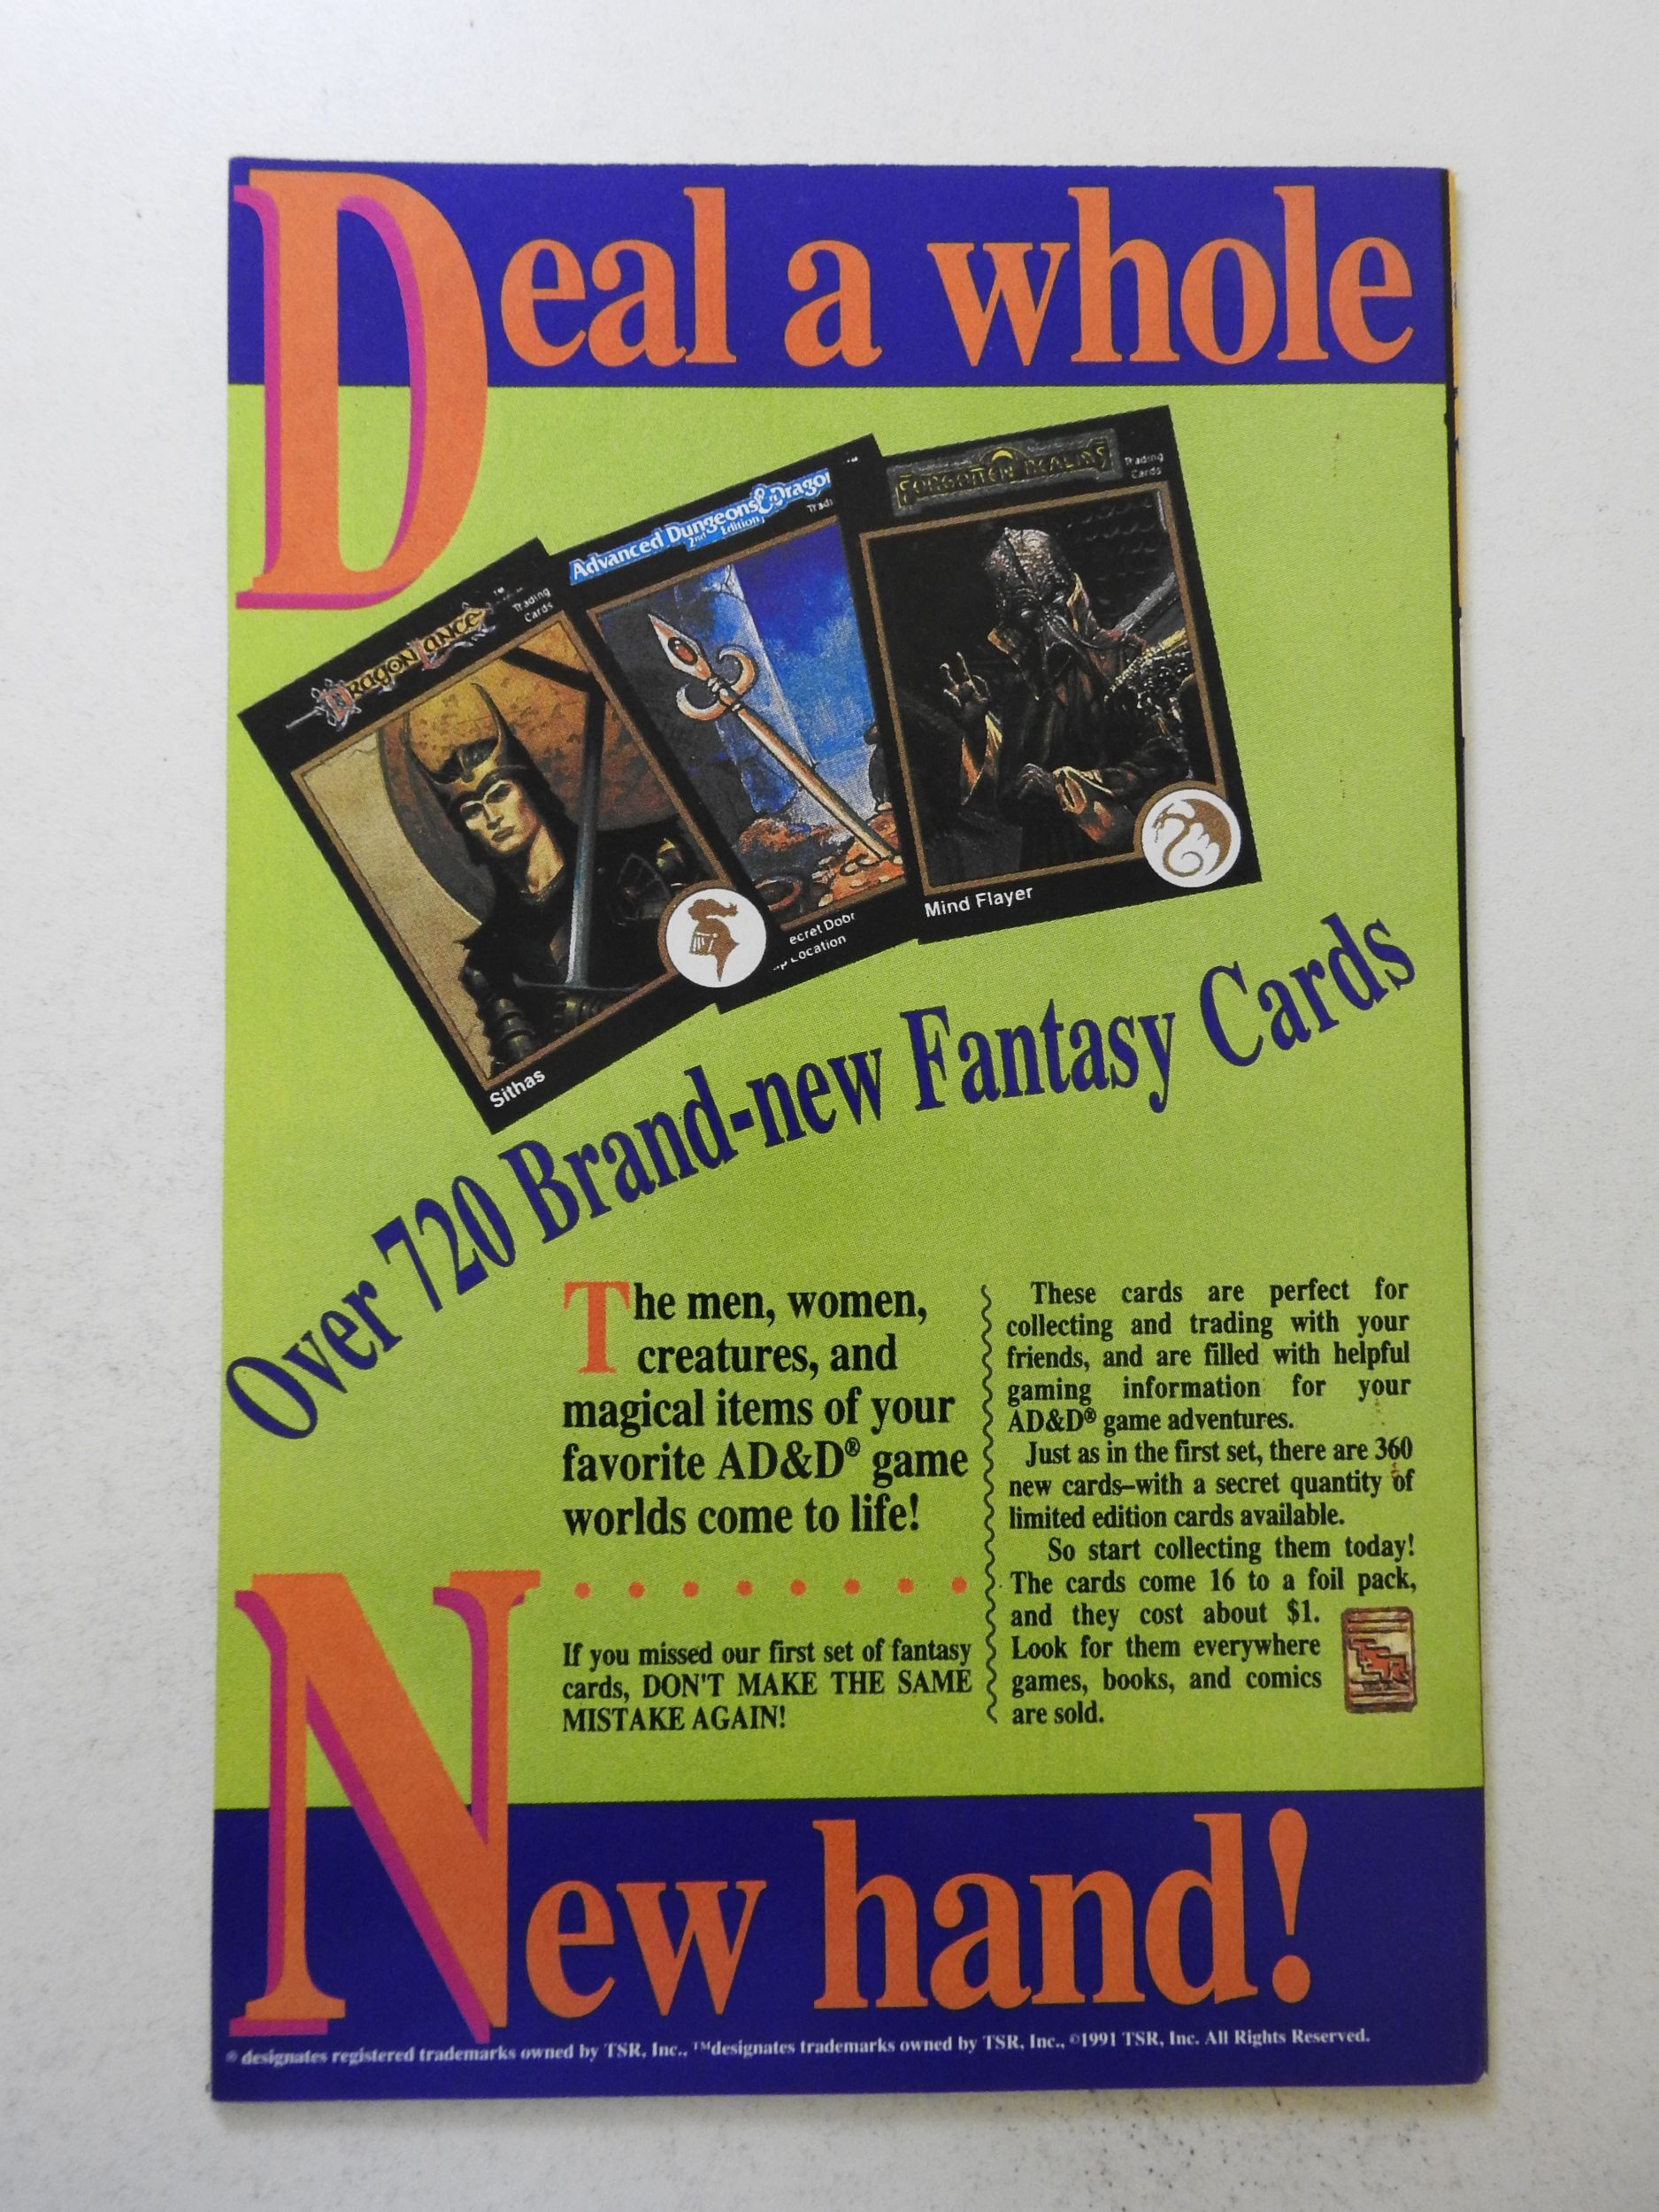 Deal a whole
DRAGONLANCE
™
Trading
Cards
Advanced Dungeons & Dragon
2nd Edition
™
FORGOTTEN REALMS
Trading
Cards
Sithas
ecret Door
Location
Mind Flayer
Over 720 Brand-new Fantasy Cards
The men, women,
creatures, and
magical items of your
favorite AD&D® game
worlds come to life!
If you missed our first set of fantasy
cards, DON'T MAKE THE SAME
MISTAKE AGAIN!
These cards are perfect for
collecting and trading with your
friends, and are filled with helpful
gaming information for your
AD&D® game adventures.
Just as in the first set, there are 360
new cards–with a secret quantity of
limited edition cards available.
So start collecting them today!
The cards come 16 to a foil pack,
and they cost about $1.
Look for them everywhere
games, books, and comics
are sold.
TSR
New hand!
® designates registered trademarks owned by TSR, Inc., ™designates trademarks owned by TSR, Inc., ©1991 TSR, Inc. All Rights Reserved.